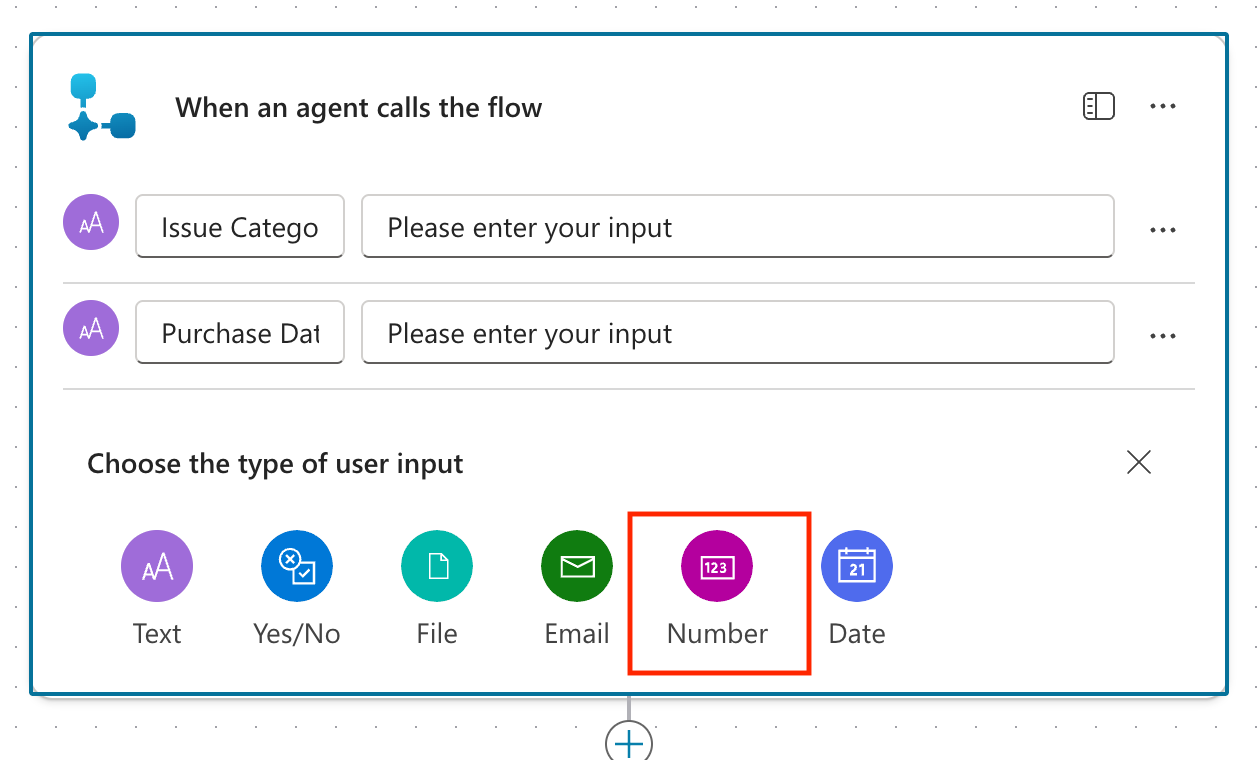 When an agent calls the flow
AA Issue Catego Please enter your input
AA Purchase Dat Please enter your input
Choose the type of user input
AA 123 21
Text Yes/No File Email Number Date